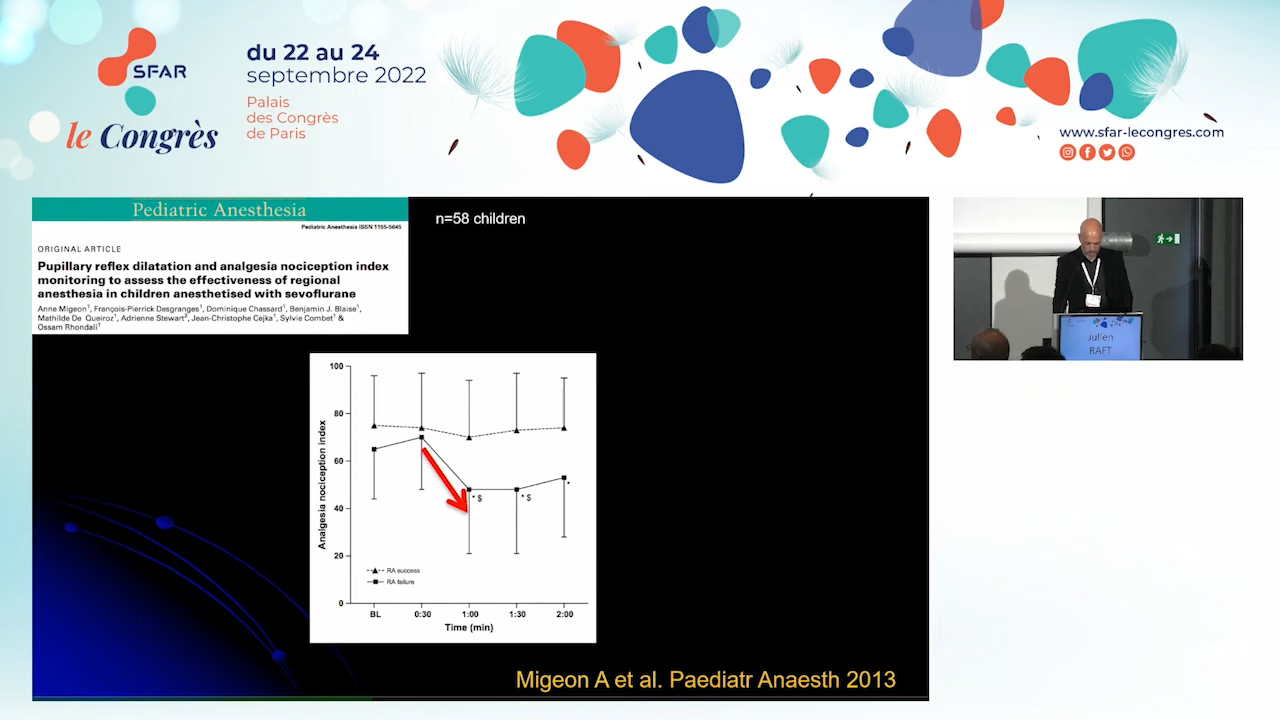 SFAR
le Congrès
du 22 au 24
septembre 2022
Palais
des Congrès
de Paris
www.sfar-lecongres.com
Pediatric Anesthesia
Pediatric Anesthesia ISSN 1155-5645
ORIGINAL ARTICLE
Pupillary reflex dilatation and analgesia nociception index
monitoring to assess the effectiveness of regional
anesthesia in children anesthetised with sevoflurane
Anne Migeon1, François-Pierrick Desgranges1, Dominique Chassard1, Benjamin J. Blaise1,
Mathilde De Queiroz1, Adrienne Stewart2, Jean-Christophe Cejka1, Sylvie Combet1 &
Ossam Rhondali1
n=58 children
100
80
60
40
20
0
Analgesia nociception index
* $
* $
*
RA success
RA failure
BL 0:30 1:00 1:30 2:00
Time (min)
Migeon A et al. Paediatr Anaesth 2013
Julien
RAFT